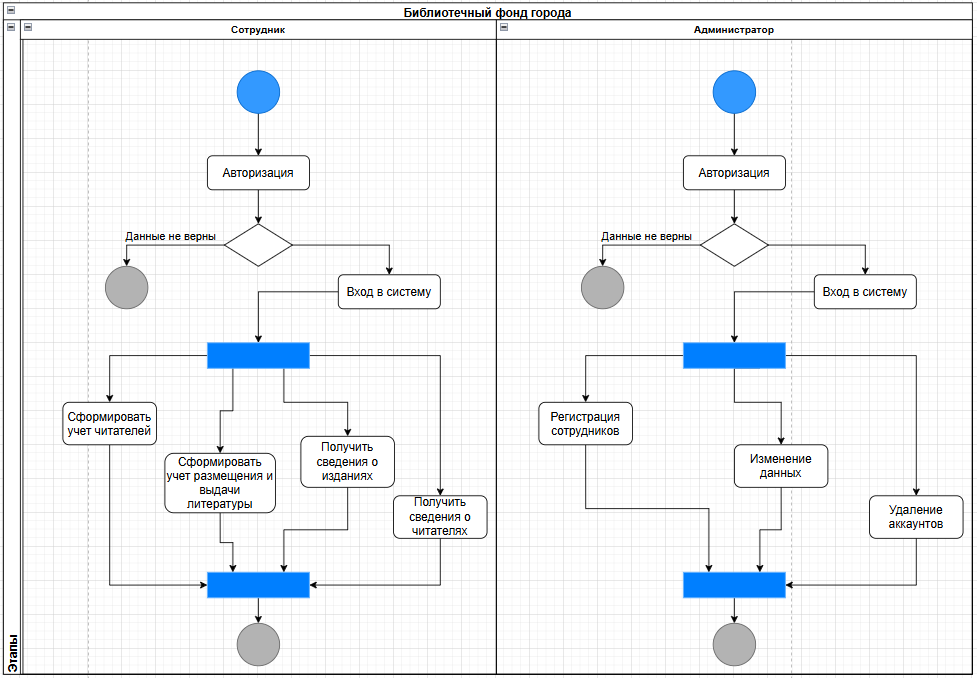 Библиотечный фонд города
Сотрудник
Администратор
Авторизация
Авторизация
Данные не верны
Данные не верны
Вход в систему
Вход в систему
Сформировать
учет читателей
Сформировать
учет размещения и
выдачи
литературы
Получить
сведения о
изданиях
Получить
сведения о
читателях
Регистрация
сотрудников
Изменение
данных
Удаление
аккаунтов
Этапы